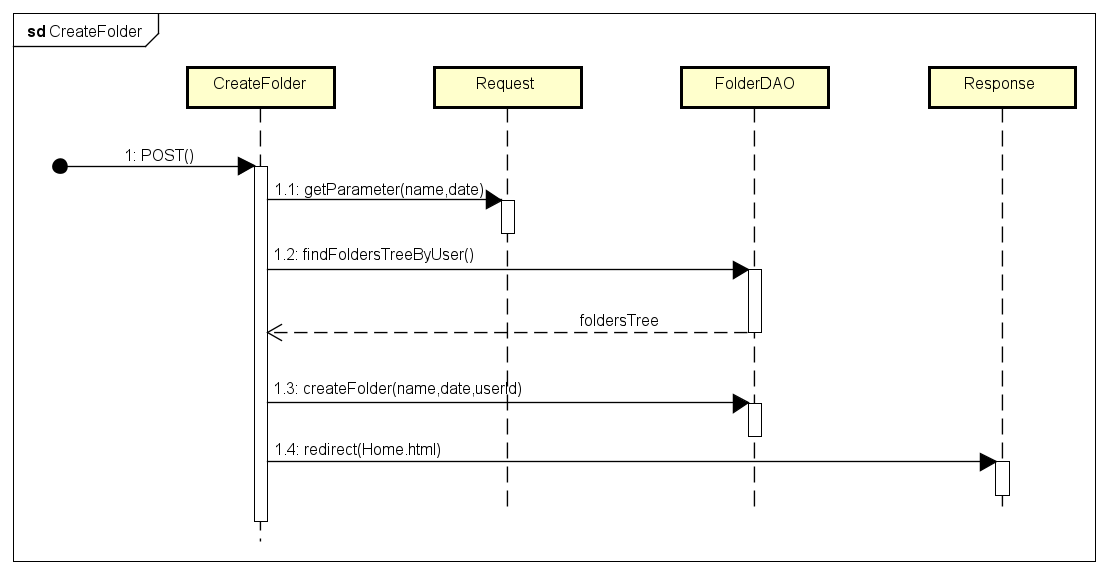 sd CreateFolder
CreateFolder
Request
FolderDAO
Response
1: POST()
1.1: getParameter(name,date)
1.2: findFoldersTreeByUser()
foldersTree
1.3: createFolder(name,date,userId)
1.4: redirect(Home.html)